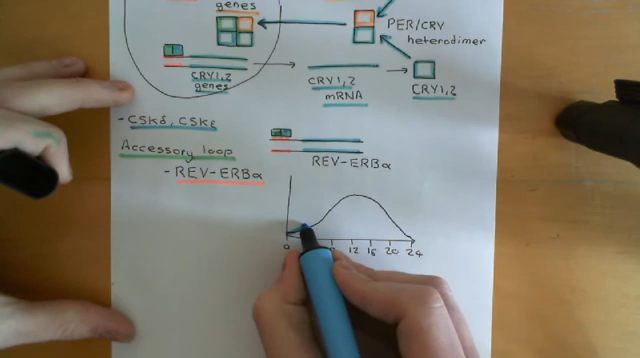 genes
PER/CRY
heterodimer
CRY1,2
genes
CRY1,2
mRNA
CRY1,2
- CSKδ, CSKε
Accessory loop
- REV-ERBα
REV-ERBα
0 12 16 20 24